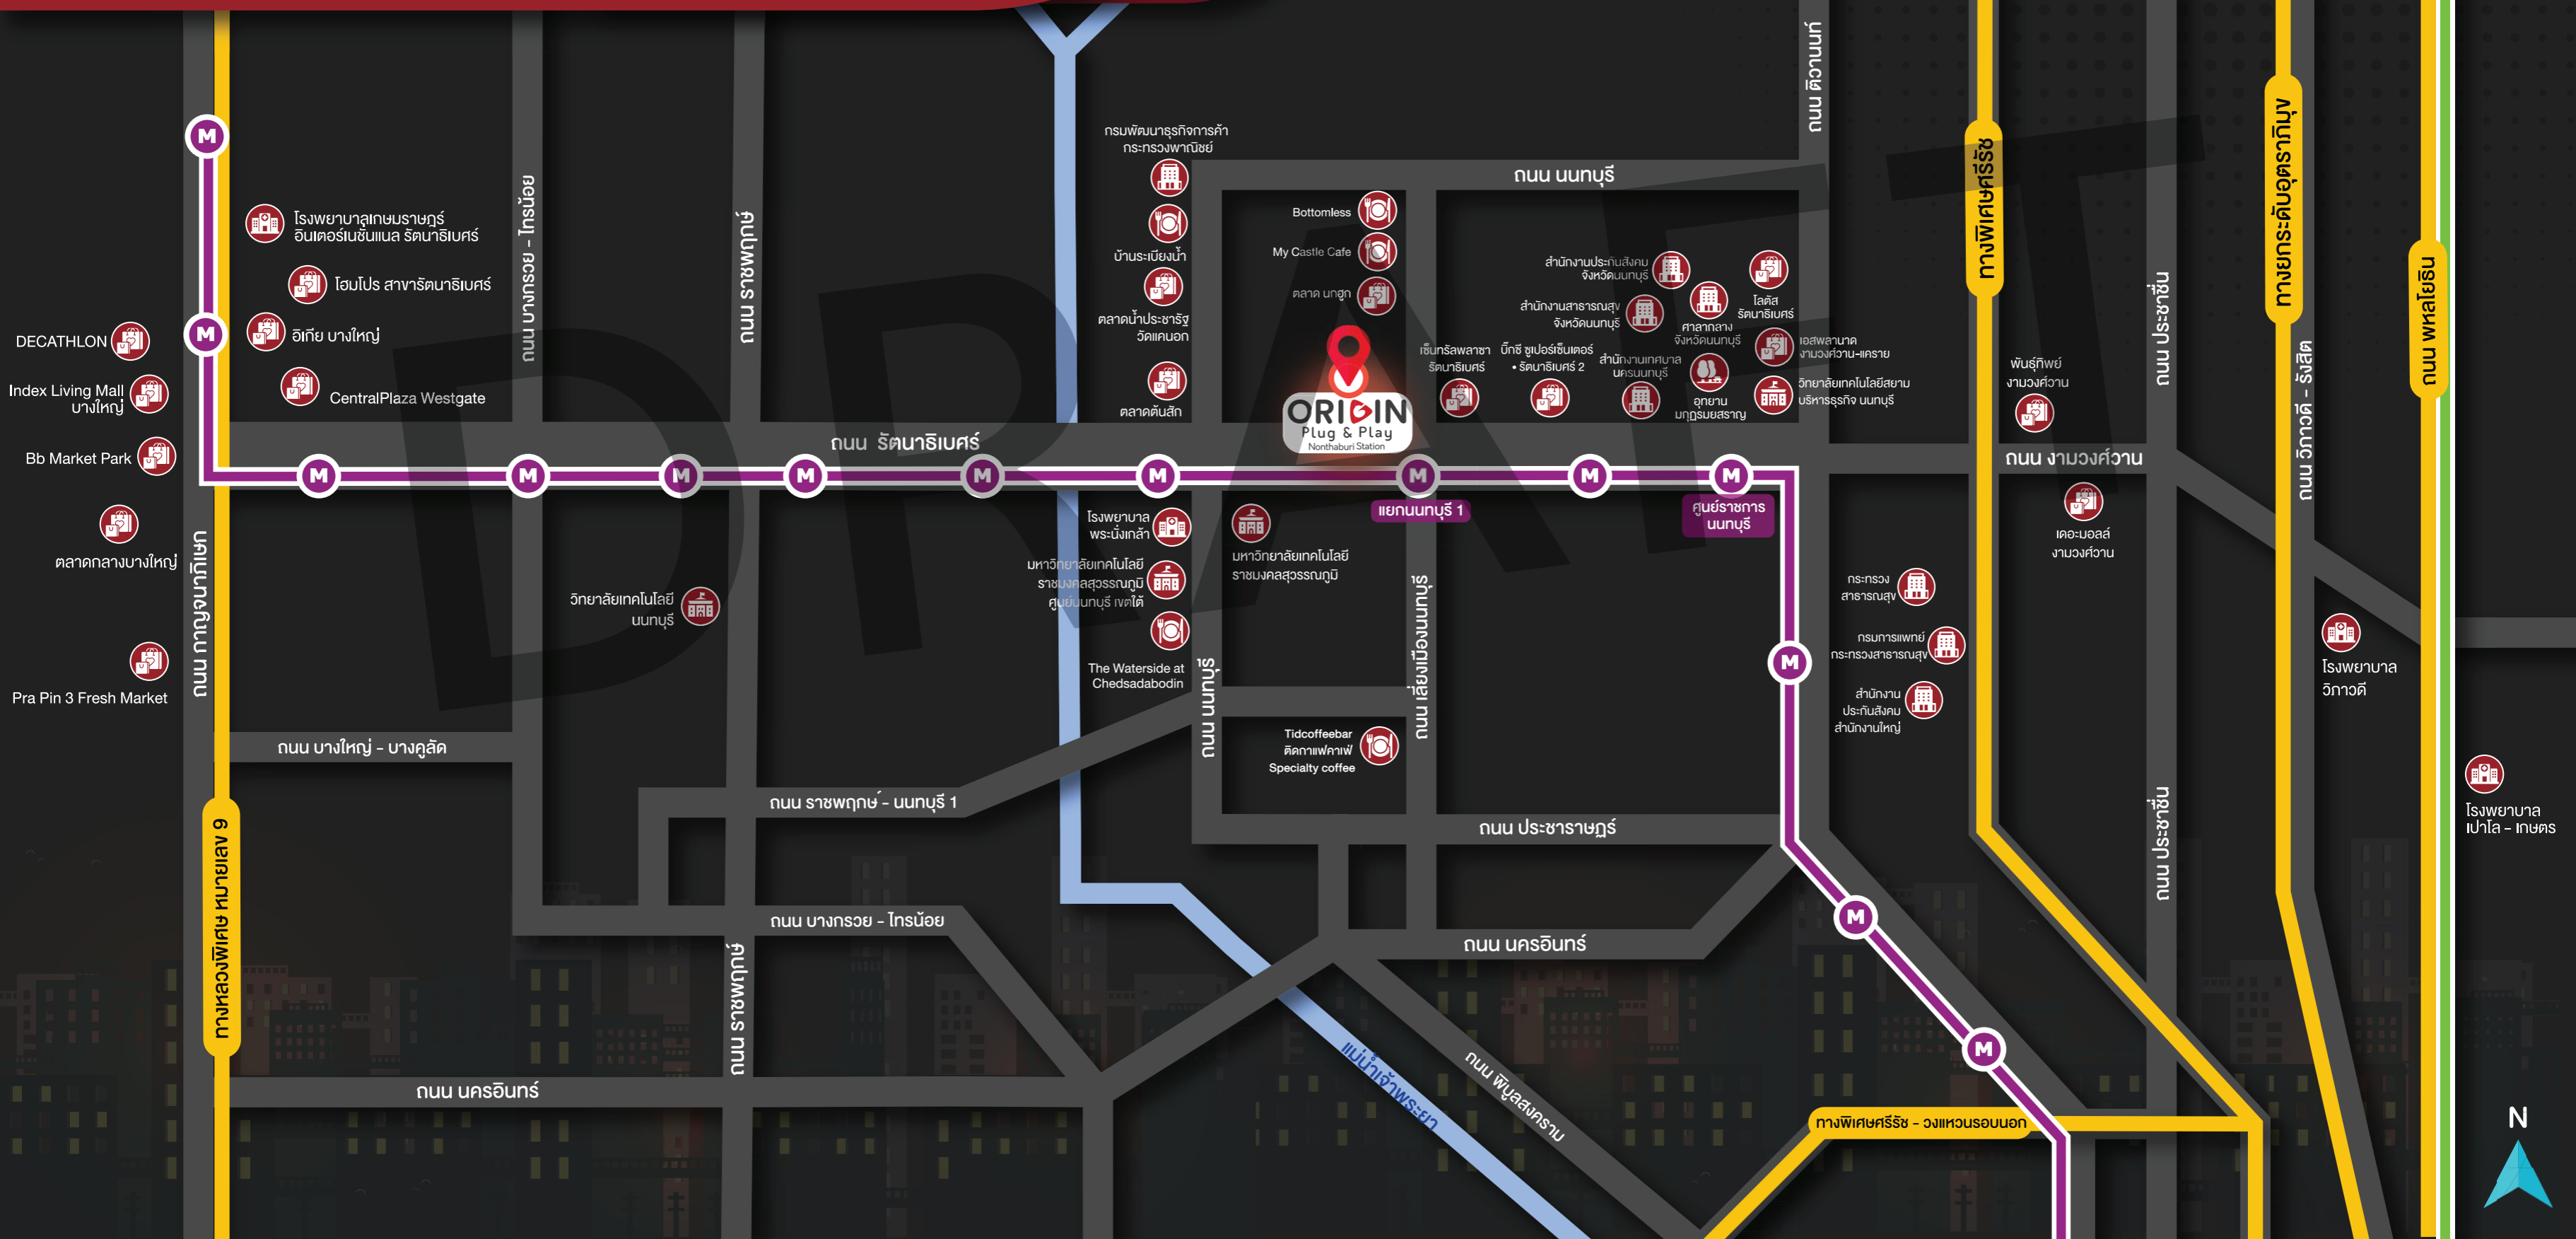 DRAFT
ถนน ติวานนท์
ทางพิเศษศรีรัช
ทางยกระดับอุตราภิมุข
ถนน พหลโยธิน
M
กรมพัฒนาธุรกิจการค้า
กระทรวงพาณิชย์
บ้านระเบียงน้ำ
ตลาดน้ำประชารัฐ
วัดแคนอก
ตลาดต้นสัก
ถนน นนทบุรี
Bottomless
My Castle Cafe
ตลาด นกฮูก
โรงพยาบาลเกษมราษฎร์
อินเตอร์เนชั่นแนล รัตนาธิเบศร์
โฮมโปร สาขารัตนาธิเบศร์
อิเกีย บางใหญ่
CentralPlaza Westgate
ถนน บางกรวย - ไทรน้อย
ถนน ราชพฤกษ์
DECATHLON
M
Index Living Mall
บางใหญ่
Bb Market Park
ตลาดกลางบางใหญ่
Pra Pin 3 Fresh Market
ถนน กาญจนาภิเษก
สำนักงานประกันสังคม
จังหวัดนนทบุรี
สำนักงานสาธารณสุข
จังหวัดนนทบุรี
ศาลากลาง
จังหวัดนนทบุรี
โลตัส
รัตนาธิเบศร์
เอสพลานาด
งามวงศ์วาน-แคราย
เซ็นทรัลพลาซา
รัตนาธิเบศร์
บิ๊กซี ซูเปอร์เซ็นเตอร์
• รัตนาธิเบศร์ 2
สำนักงานเทศบาล
นครนนทบุรี
อุทยาน
มกุฏรมยสราญ
วิทยาลัยเทคโนโลยีสยาม
บริหารธุรกิจ นนทบุรี
ORIGIN
Plug & Play
Nonthaburi Station
พันธุ์ทิพย์
งามวงศ์วาน
ถนน ประชาชื่น
ถนน วิภาวดี - รังสิต
ถนน รัตนาธิเบศร์
ถนน งามวงศ์วาน
M
M
M
M
M
M
M
M
M
แยกนนทบุรี 1
ศูนย์ราชการ
นนทบุรี
เดอะมอลล์
งามวงศ์วาน
โรงพยาบาล
พระนั่งเกล้า
มหาวิทยาลัยเทคโนโลยี
ราชมงคลสุวรรณภูมิ
ศูนย์นนทบุรี เขตใต้
The Waterside at
Chedsadabodin
มหาวิทยาลัยเทคโนโลยี
ราชมงคลสุวรรณภูมิ
วิทยาลัยเทคโนโลยี
นนทบุรี
ถนน นนทบุรี
ถนน เลี่ยงเมืองนนทบุรี
กระทรวง
สาธารณสุข
กรมการแพทย์
กระทรวงสาธารณสุข
สำนักงาน
ประกันสังคม
สำนักงานใหญ่
M
โรงพยาบาล
วิภาวดี
โรงพยาบาล
เปาโล - เกษตร
Tidcoffeebar
ติดกาแฟคาเฟ่
Specialty coffee
ถนน บางใหญ่ - บางคูลัด
ถนน ราชพฤกษ์ - นนทบุรี 1
ถนน ประชาราษฎร์
ถนน ประชาชื่น
ทางหลวงพิเศษ หมายเลข 9
ถนน บางกรวย - ไทรน้อย
ถนน นครอินทร์
M
ถนน ราชพฤกษ์
M
ถนน นครอินทร์
แม่น้ำเจ้าพระยา
ถนน พิบูลสงคราม
ทางพิเศษศรีรัช - วงแหวนรอบนอก
N